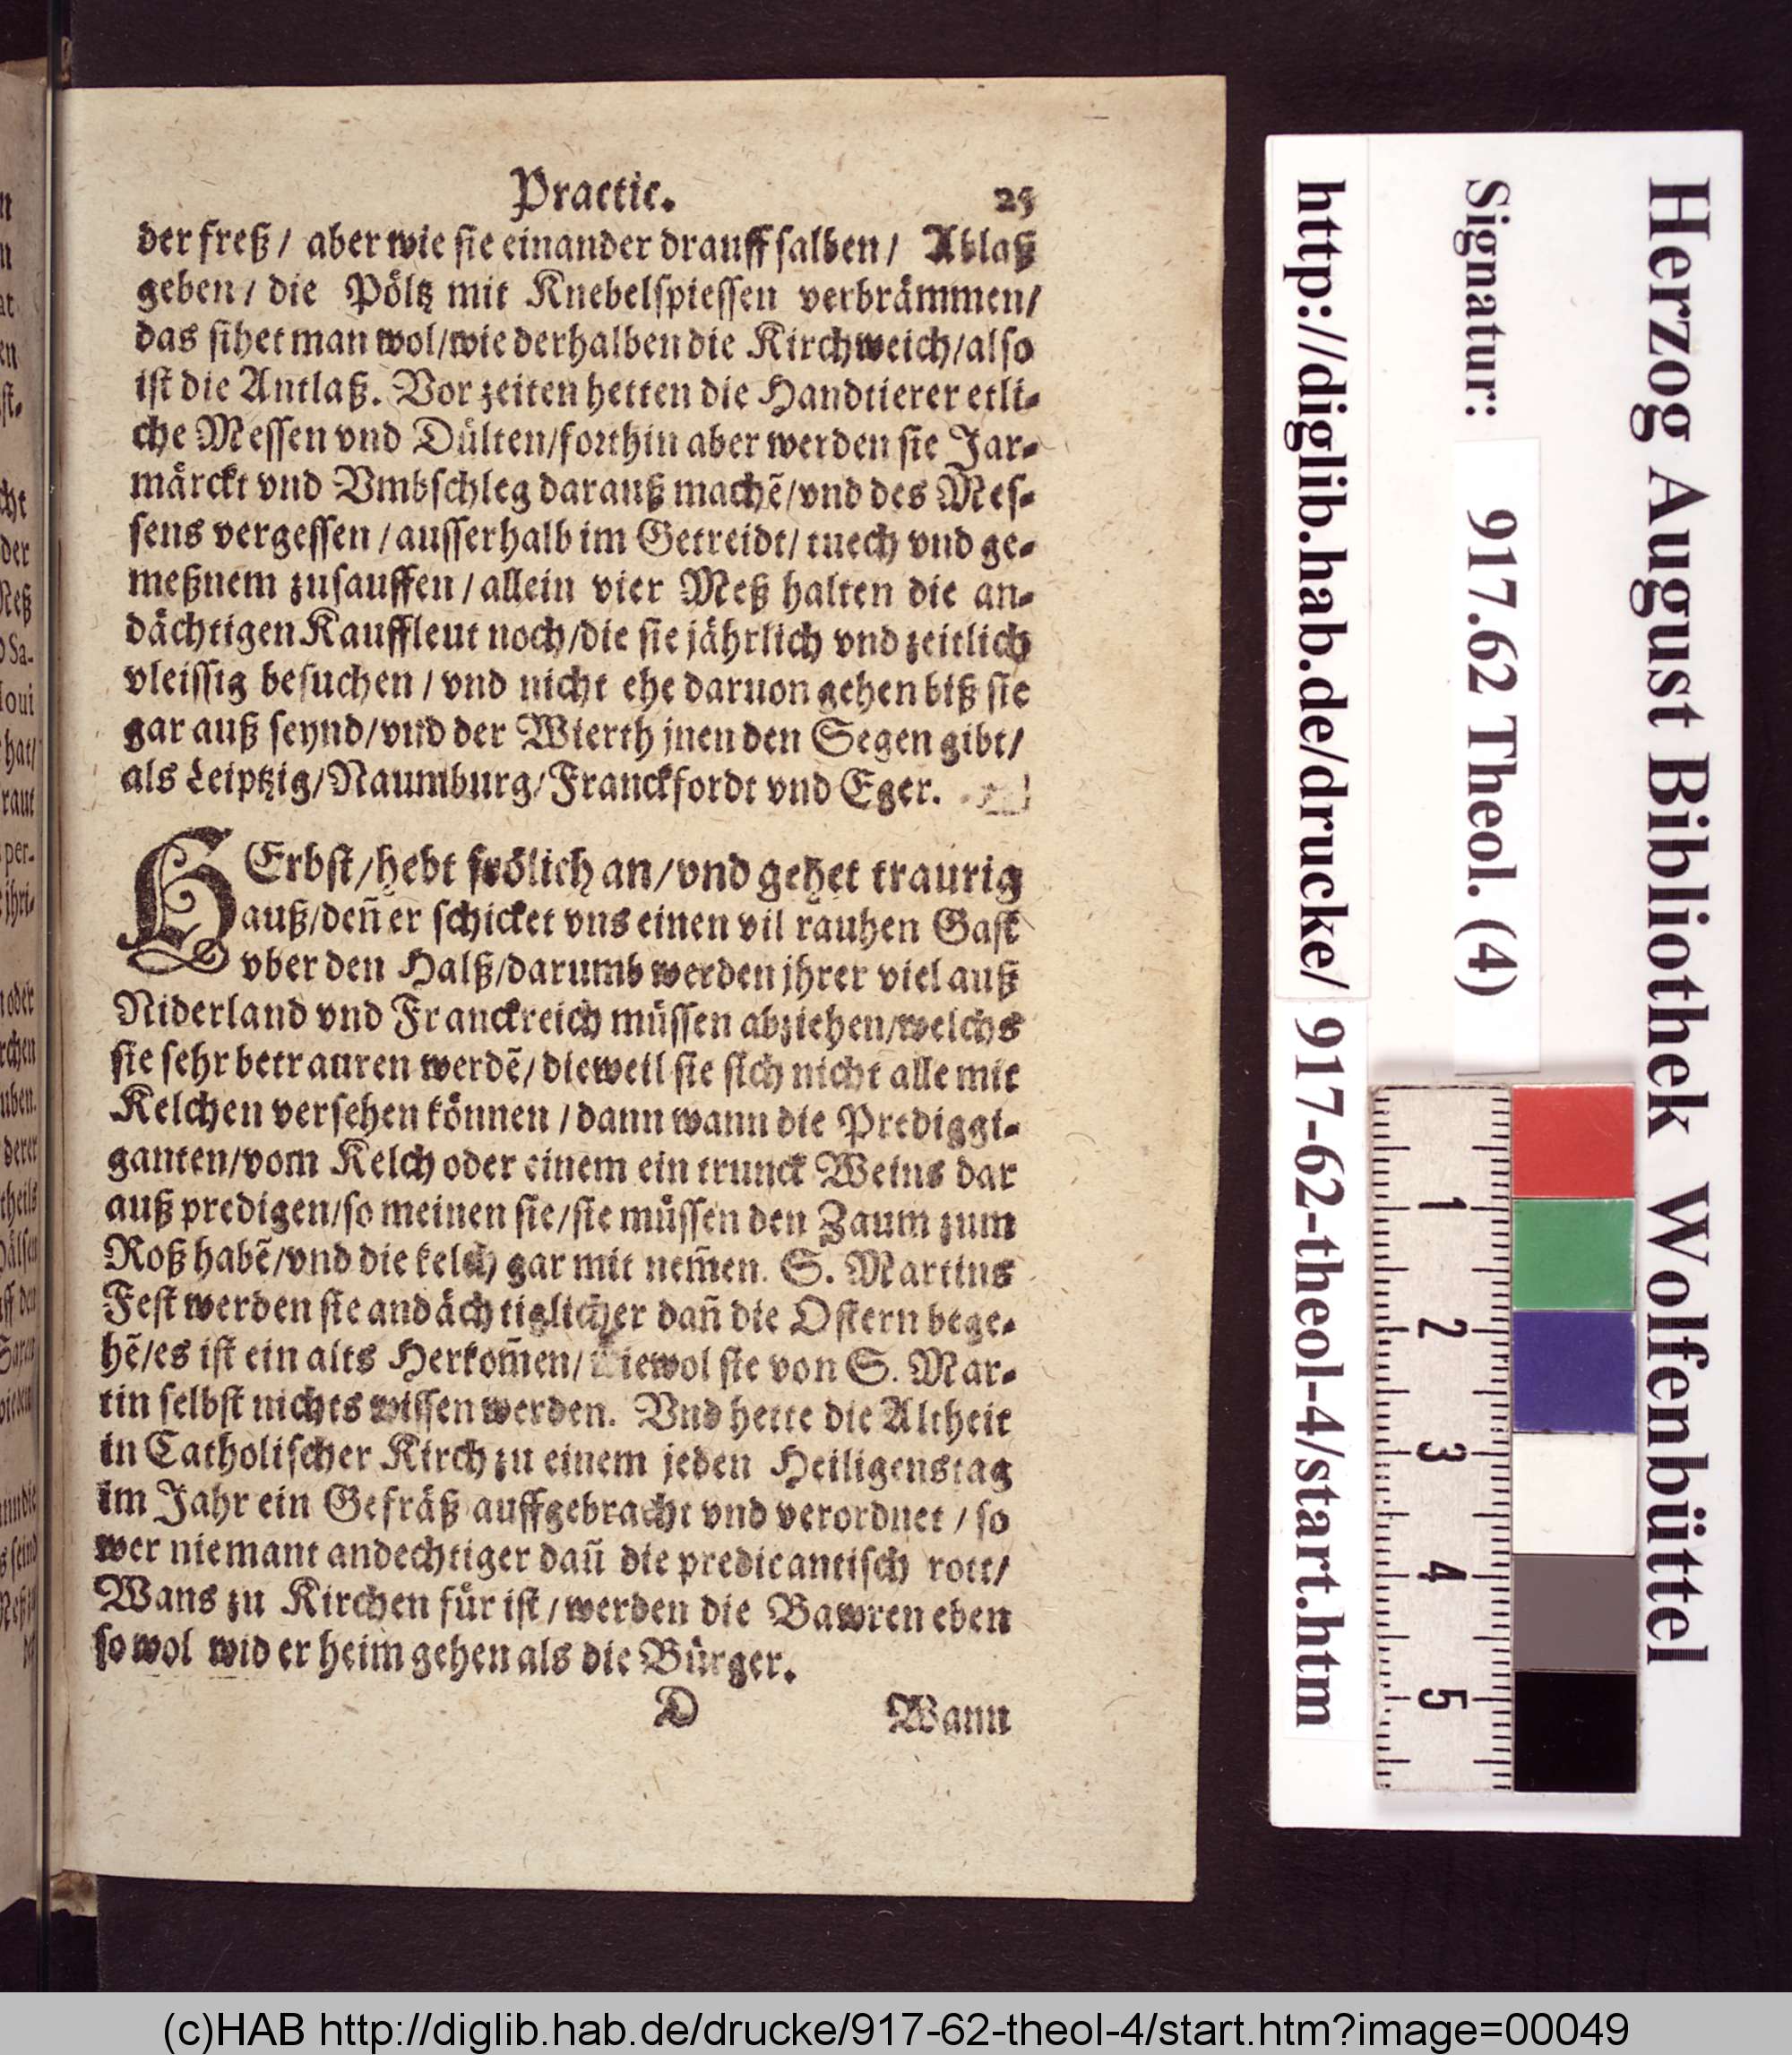 Practic. 25
der freß / aber wie sie einander drauff salben / Ablaß
geben / die Pöltz mit Knebelspiessen verbrämmen/
das sihet man wol/wie derhalben die Kirchweich/also
ist die Antlaß. Vor zeiten hetten die Handtierer etli-
che Messen vnd Důlten/forthin aber werden sie Jar-
märckt vnd Vmbschleg darauß machẽ/vnd des Mes-
sens vergessen / ausserhalb im Getreidt/ tuech vnd ge-
meßnem zusauffen / allein vier Meß halten die an-
dächtigen Kauffleut noch/die sie jährlich vnd zeitlich
vleissig besuchen / vnd nicht ehe daruon gehen biß sie
gar auß seynd/vnd der Wierth jnen den Segen gibt/
als Leiptzig/Naumburg/Franckfordt vnd Eger.
HErbst/hebt frölich an/vnd gehet traurig
auß/deñ er schicket vns einen vil rauhen Gast
vber den Halß/darumb werden jhrer viel auß
Niderland vnd Franckreich müssen abziehen/welchs
sie sehr betrauren werdẽ/dieweil sie sich nicht alle mit
Kelchen versehen können / dann wann die Prediggi-
ganten/vom Kelch oder einem ein trunck Weins dar
auß predigen/so meinen sie/sie müssen den Zaum zum
Roß habẽ/vnd die kelch gar mit nem̃en. S. Martins
Fest werden sie andächtiglicher dañ die Ostern bege-
hẽ/es ist ein alts Herkom̃en/ wiewol sie von S. Mar-
tin selbst nichts wissen werden. Vnd hette die Altheit
in Catholischer Kirch zu einem jeden Heiligenstag
im Jahr ein Gefräß auffgebracht vnd verordnet / so
wer niemant andechtiger dañ die predicantisch rott/
Wans zu Kirchen für ist / werden die Bawren eben
so wol wider heim gehen als die Bürger.
D Wann
Herzog August Bibliothek Wolfenbüttel
Signatur: 917.62 Theol. (4)
http://diglib.hab.de/drucke/ 917-62-theol-4/start.htm
1
2
3
4
5
(c)HAB http://diglib.hab.de/drucke/917-62-theol-4/start.htm?image=00049